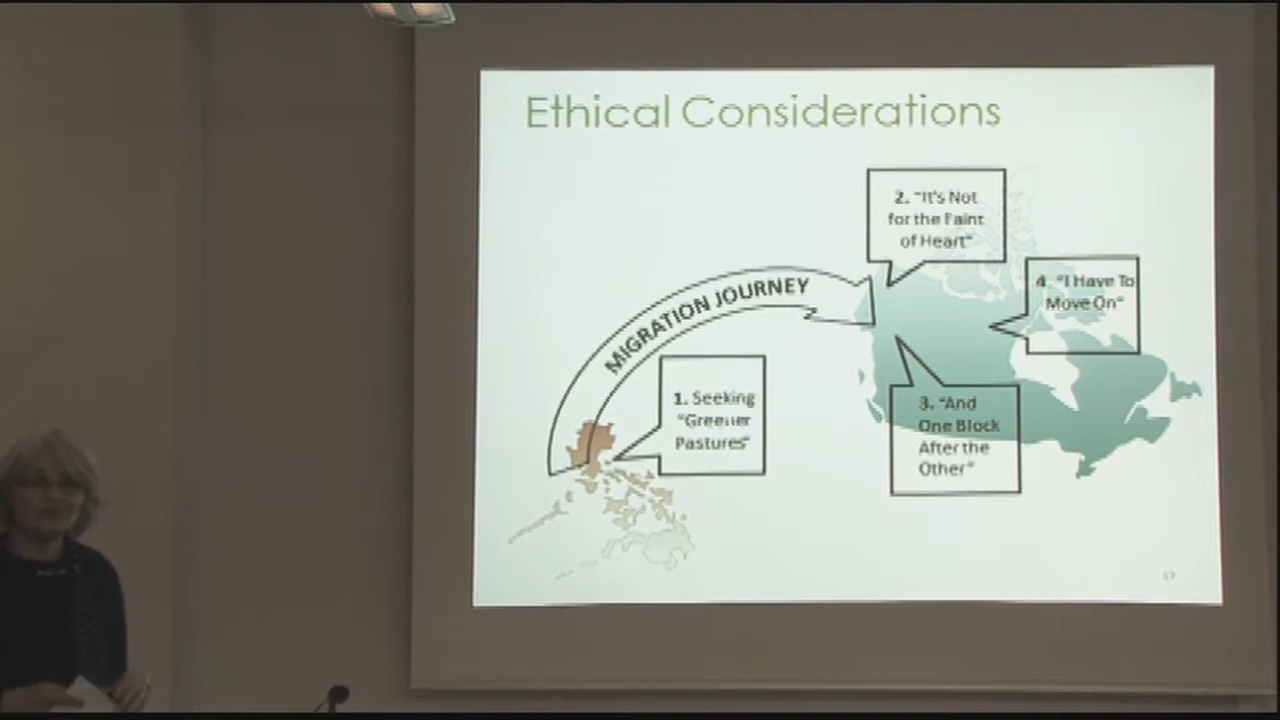 Ethical Considerations
2. "It's Not
for the Faint
of Heart"
4. "I Have To
Move On"
MIGRATION JOURNEY
1. Seeking
"Greener
Pastures"
3. "And
One Block
After the
Other"
17